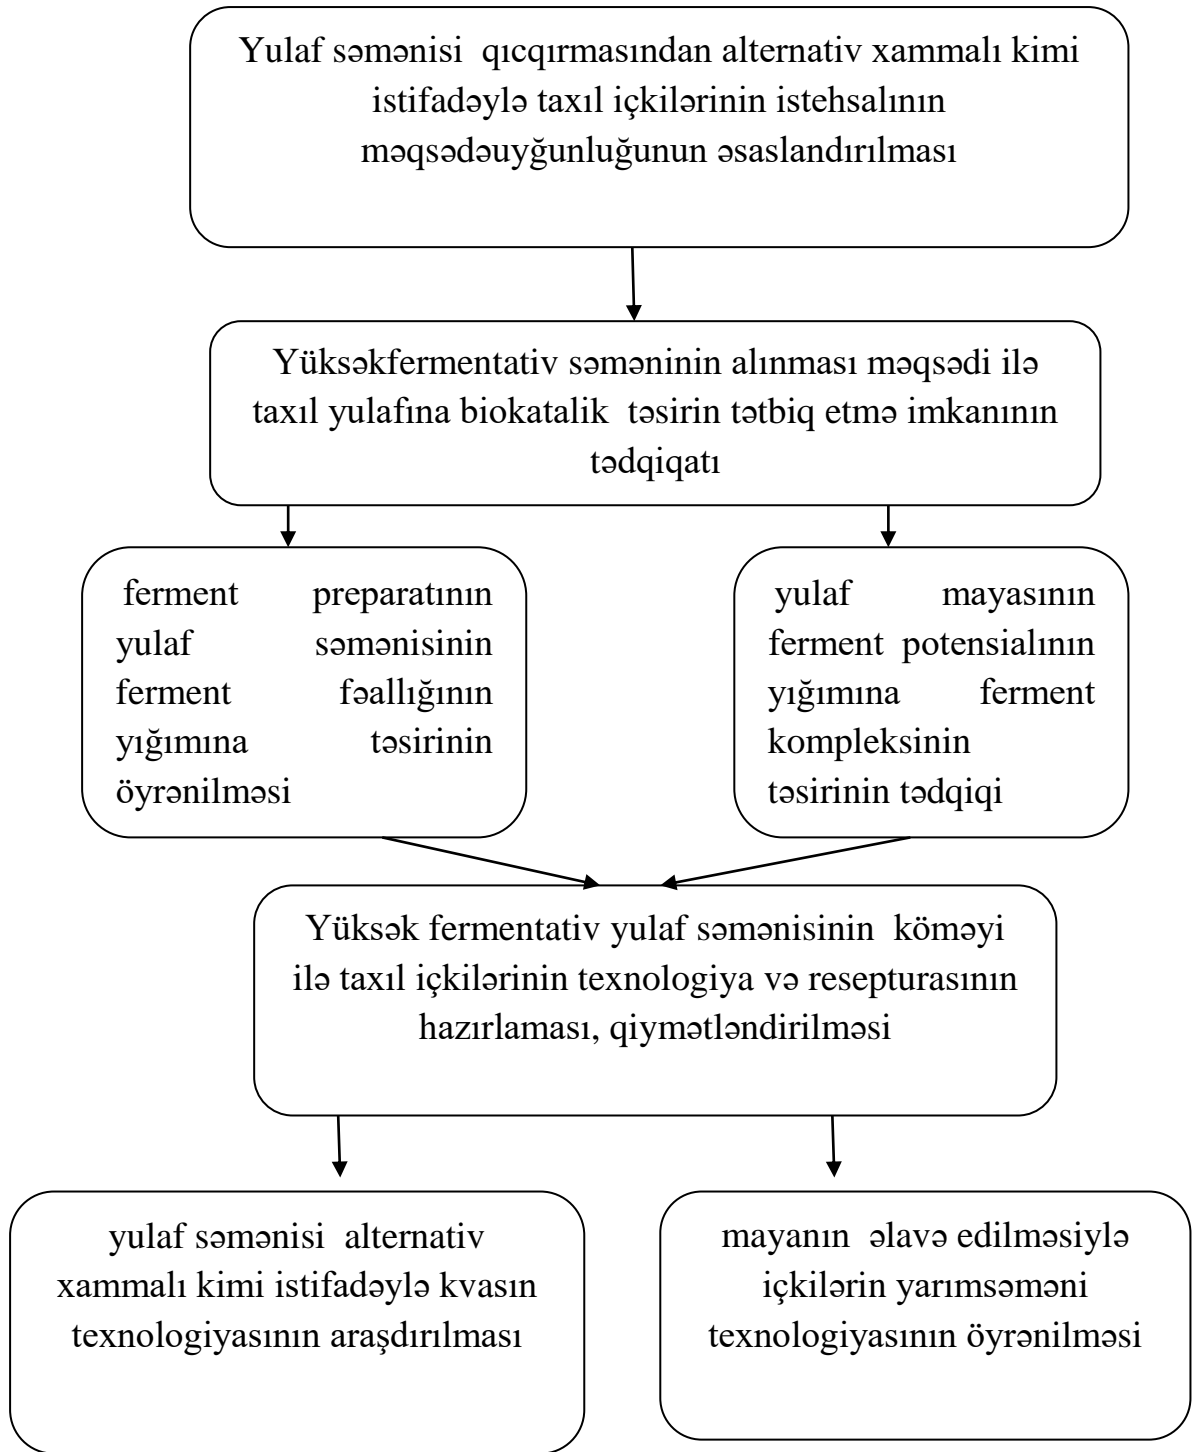 Yulaf səmənisi qıcqırmasından alternativ xammalı kimi
istifadəylə taxıl içkilərinin istehsalının
məqsədəuyğunluğunun əsaslandırılması
Yüksəkfermentativ səməninin alınması məqsədi ilə
taxıl yulafına biokatalik təsirin tətbiq etmə imkanının
tədqiqatı
ferment preparatının
yulaf səmənisinin
ferment fəallığının
yığımına təsirinin
öyrənilməsi
yulaf mayasının
ferment potensialının
yığımına ferment
kompleksinin
təsirinin tədqiqi
Yüksək fermentativ yulaf səmənisinin köməyi
ilə taxıl içkilərinin texnologiya və resepturasının
hazırlaması, qiymətləndirilməsi
yulaf səmənisi alternativ
xammalı kimi istifadəylə kvasın
texnologiyasının araşdırılması
mayanın əlavə edilməsiylə
içkilərin yarımsəməni
texnologiyasının öyrənilməsi